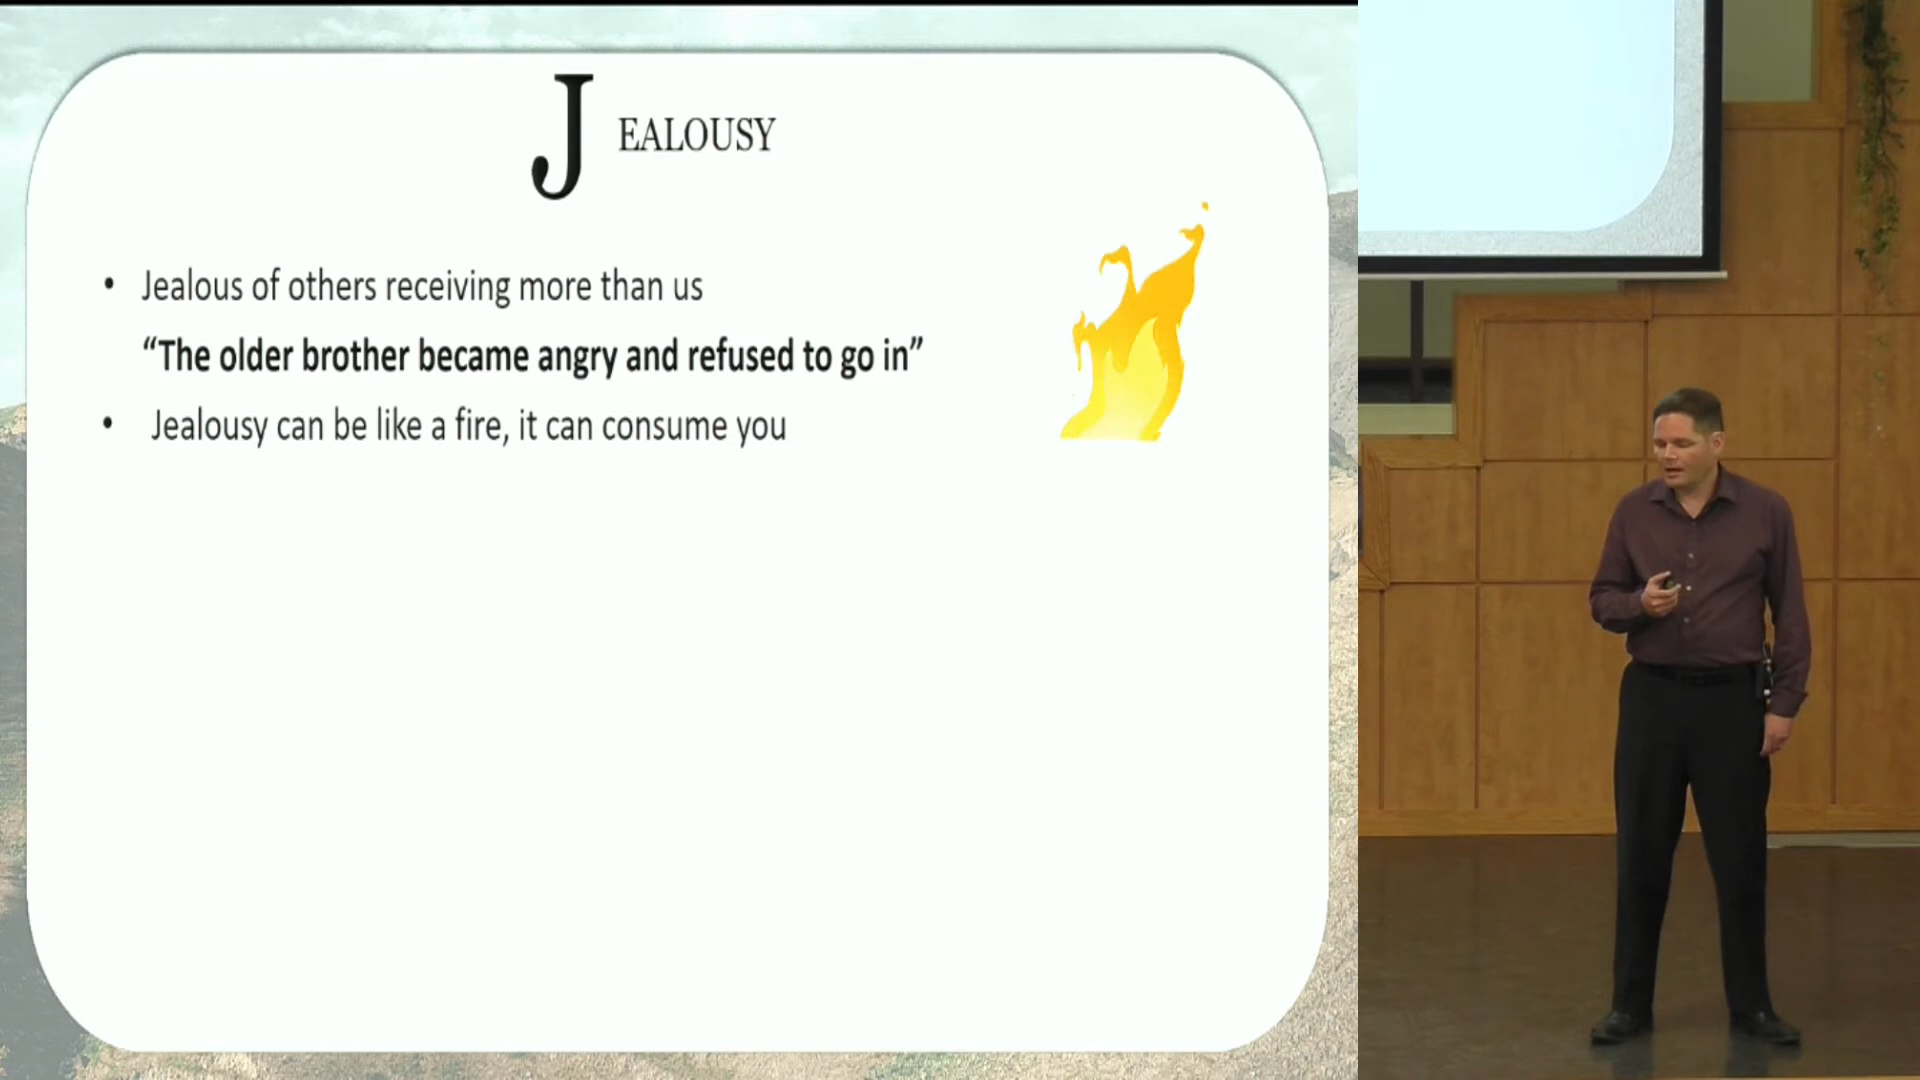 JEALOUSY
• Jealous of others receiving more than us
“The older brother became angry and refused to go in”
• Jealousy can be like a fire, it can consume you